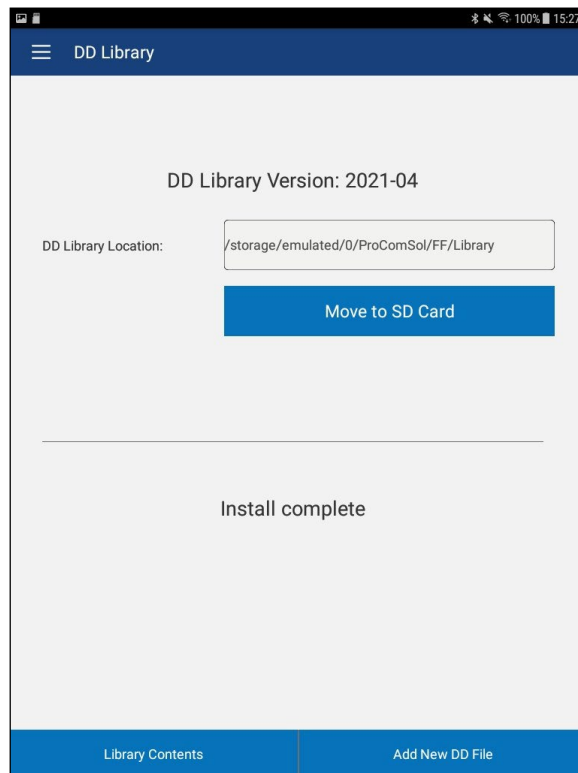 100% 15:27
DD Library
DD Library Version: 2021-04
DD Library Location:
/storage/emulated/0/ProComSol/FF/Library
Move to SD Card
Install complete
Library Contents
Add New DD File